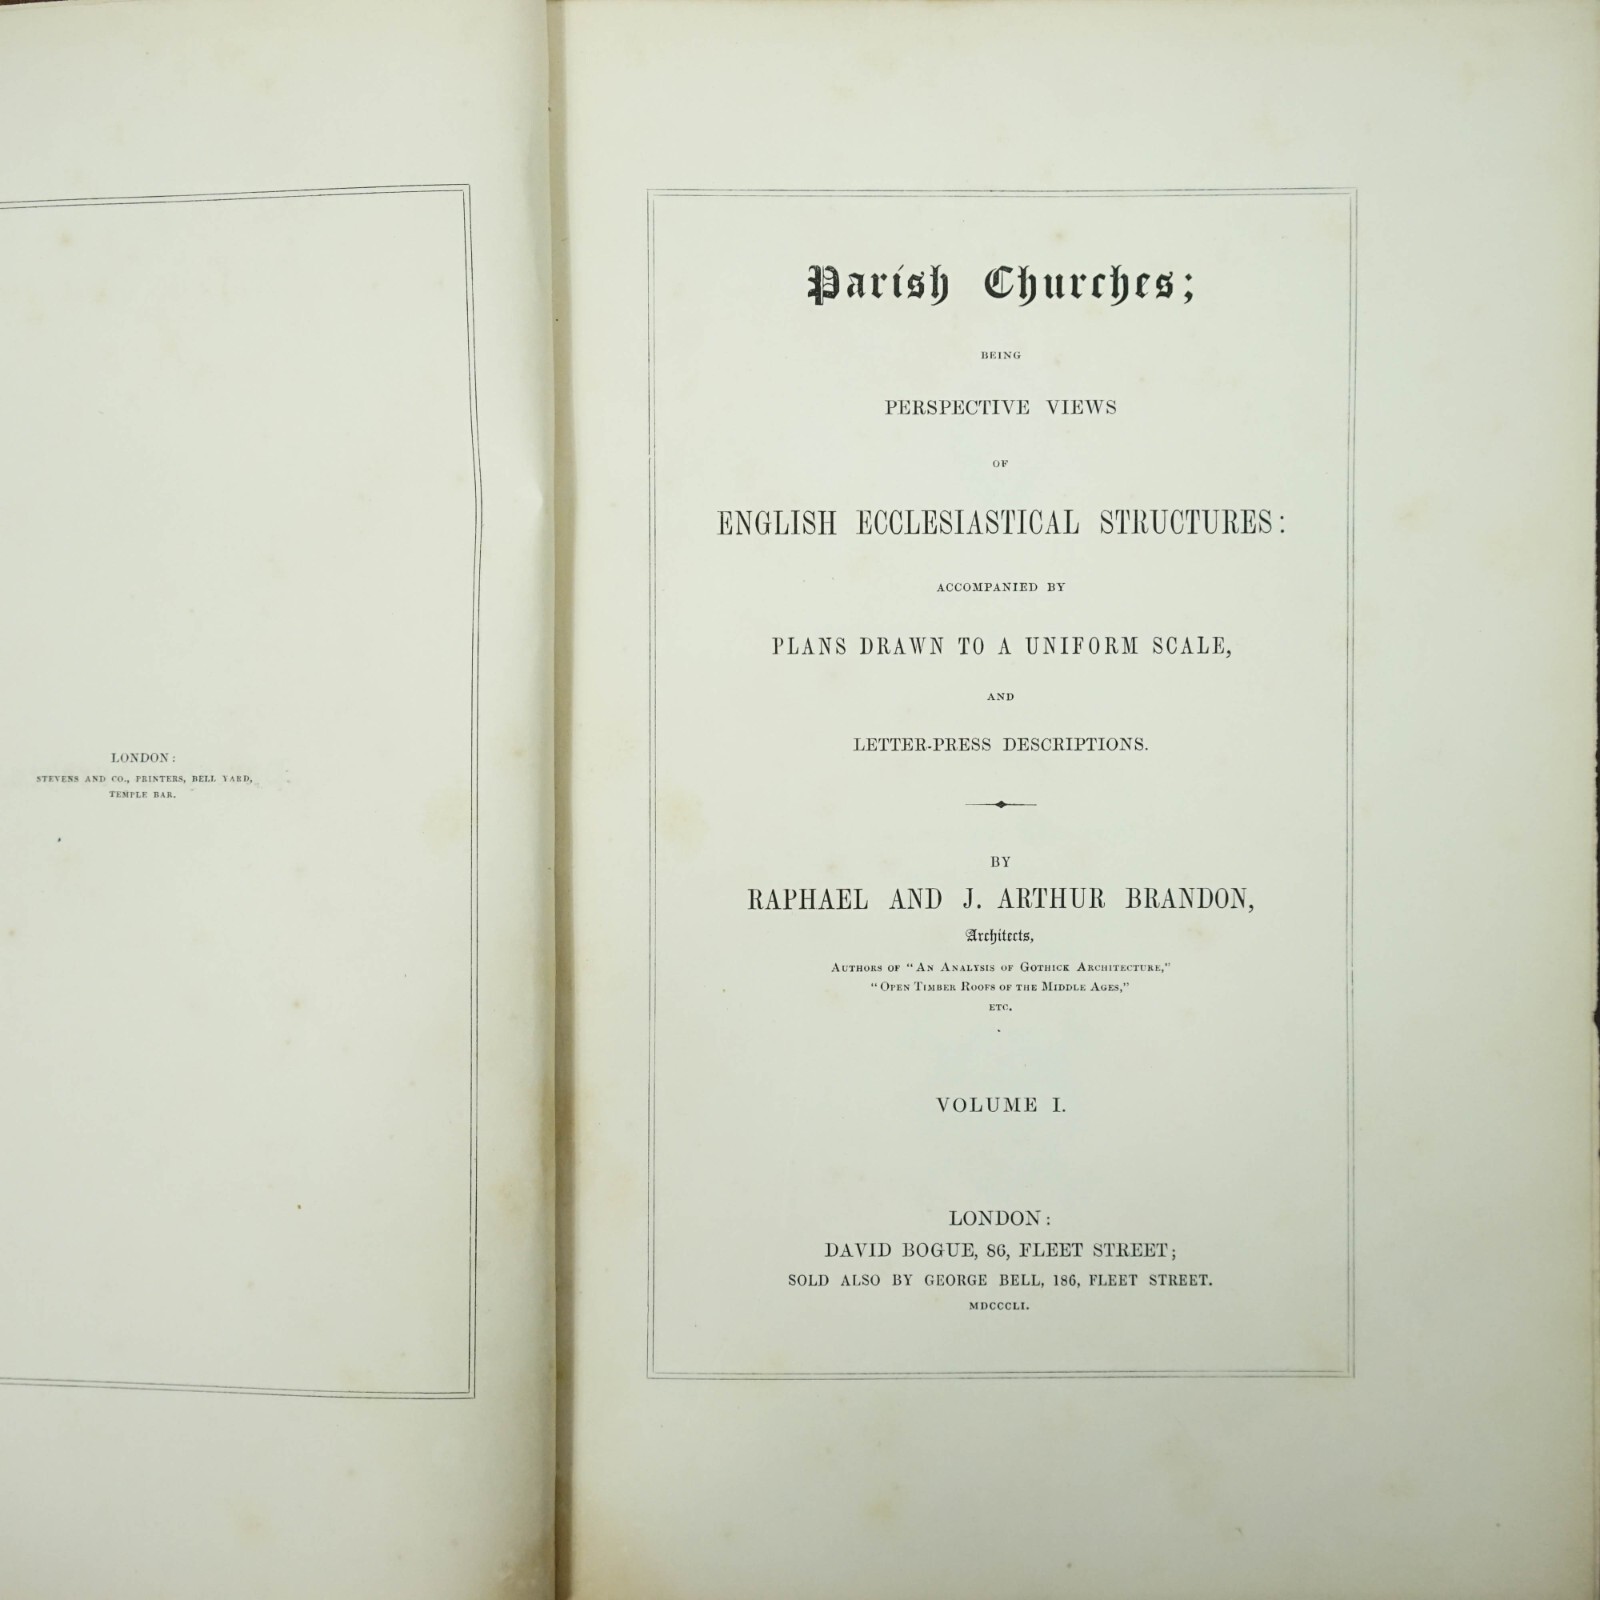 LONDON:
STEVENS AND CO., PRINTERS, BELL YARD,
TEMPLE BAR.
Parish Churches;
BEING
PERSPECTIVE VIEWS
OF
ENGLISH ECCLESIASTICAL STRUCTURES:
ACCOMPANIED BY
PLANS DRAWN TO A UNIFORM SCALE,
AND
LETTER-PRESS DESCRIPTIONS.
BY
RAPHAEL AND J. ARTHUR BRANDON,
Architects,
AUTHORS OF "AN ANALYSIS OF GOTHICK ARCHITECTURE,"
"OPEN TIMBER ROOFS OF THE MIDDLE AGES,"
ETC.
VOLUME I.
LONDON:
DAVID BOGUE, 86, FLEET STREET;
SOLD ALSO BY GEORGE BELL, 186, FLEET STREET.
MDCCCLI.